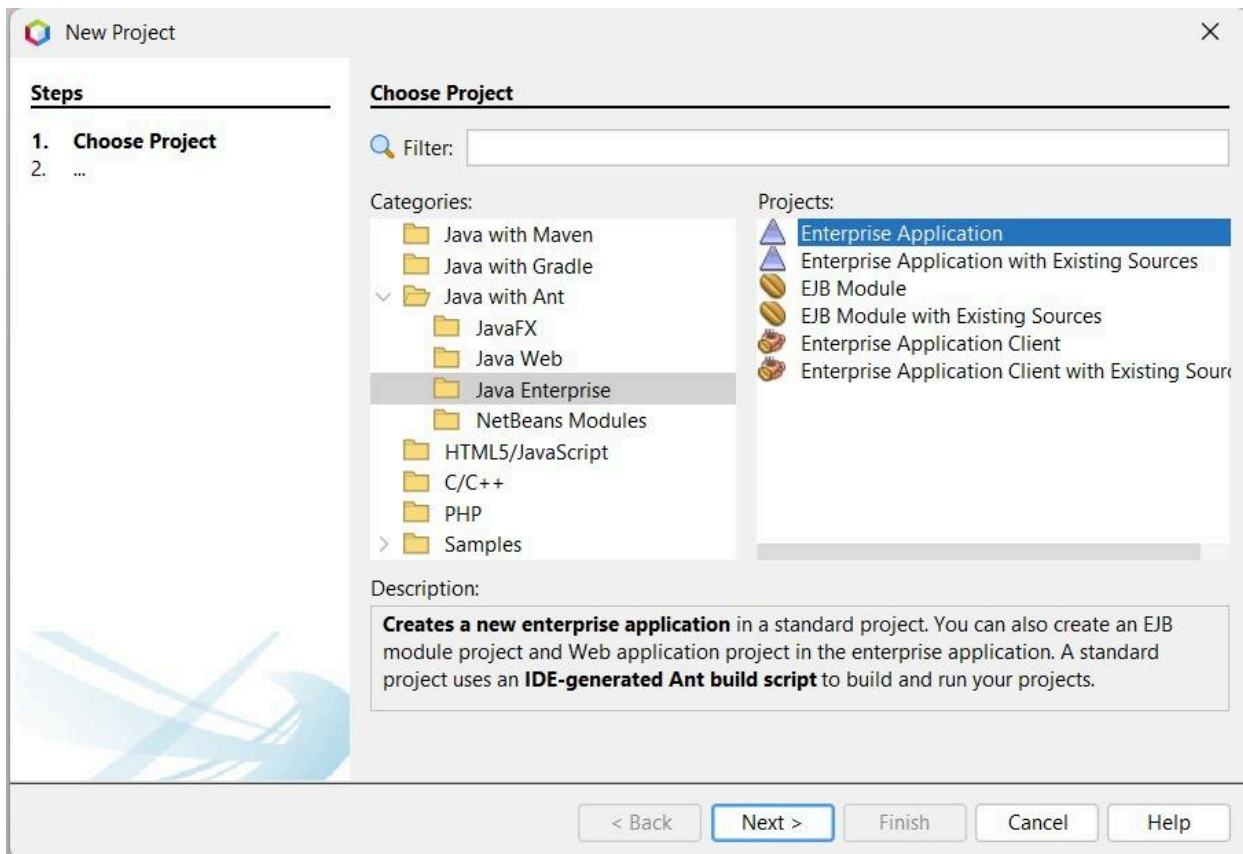 New Project
Steps
1. Choose Project
2. ...
Choose Project
Filter:
Categories:
Java with Maven
Java with Gradle
Java with Ant
JavaFX
Java Web
Java Enterprise
NetBeans Modules
HTML5/JavaScript
C/C++
PHP
Samples
Projects:
Enterprise Application
Enterprise Application with Existing Sources
EJB Module
EJB Module with Existing Sources
Enterprise Application Client
Enterprise Application Client with Existing Sour
Description:
Creates a new enterprise application in a standard project. You can also create an EJB
module project and Web application project in the enterprise application. A standard
project uses an IDE-generated Ant build script to build and run your projects.
< Back
Next >
Finish
Cancel
Help